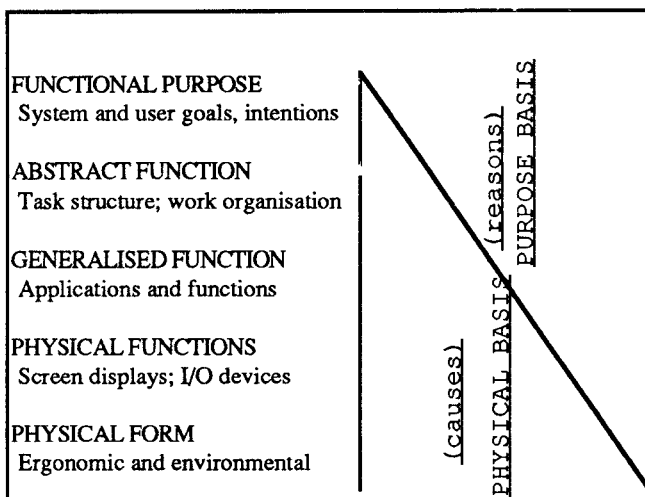 FUNCTIONAL PURPOSE
System and user goals, intentions
ABSTRACT FUNCTION
Task structure; work organisation
GENERALISED FUNCTION
Applications and functions
PHYSICAL FUNCTIONS
Screen displays; I/O devices
PHYSICAL FORM
Ergonomic and environmental
(reasons)
PURPOSE BASIS
(causes)
PHYSICAL BASIS